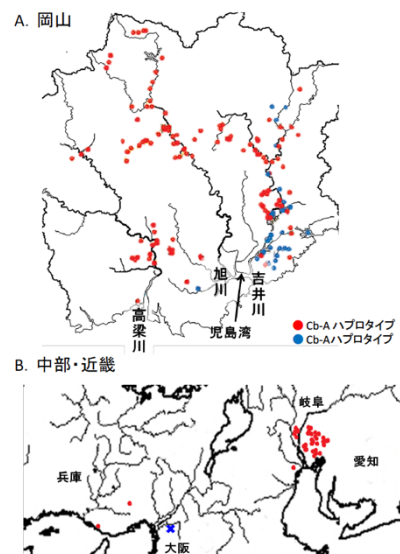 A. 岡山
旭川
吉井川
高梁川
児島湾
Cb-Aハプロタイプ
Cb-Aハプロタイプ
B. 中部・近畿
岐阜
愛知
兵庫
大阪